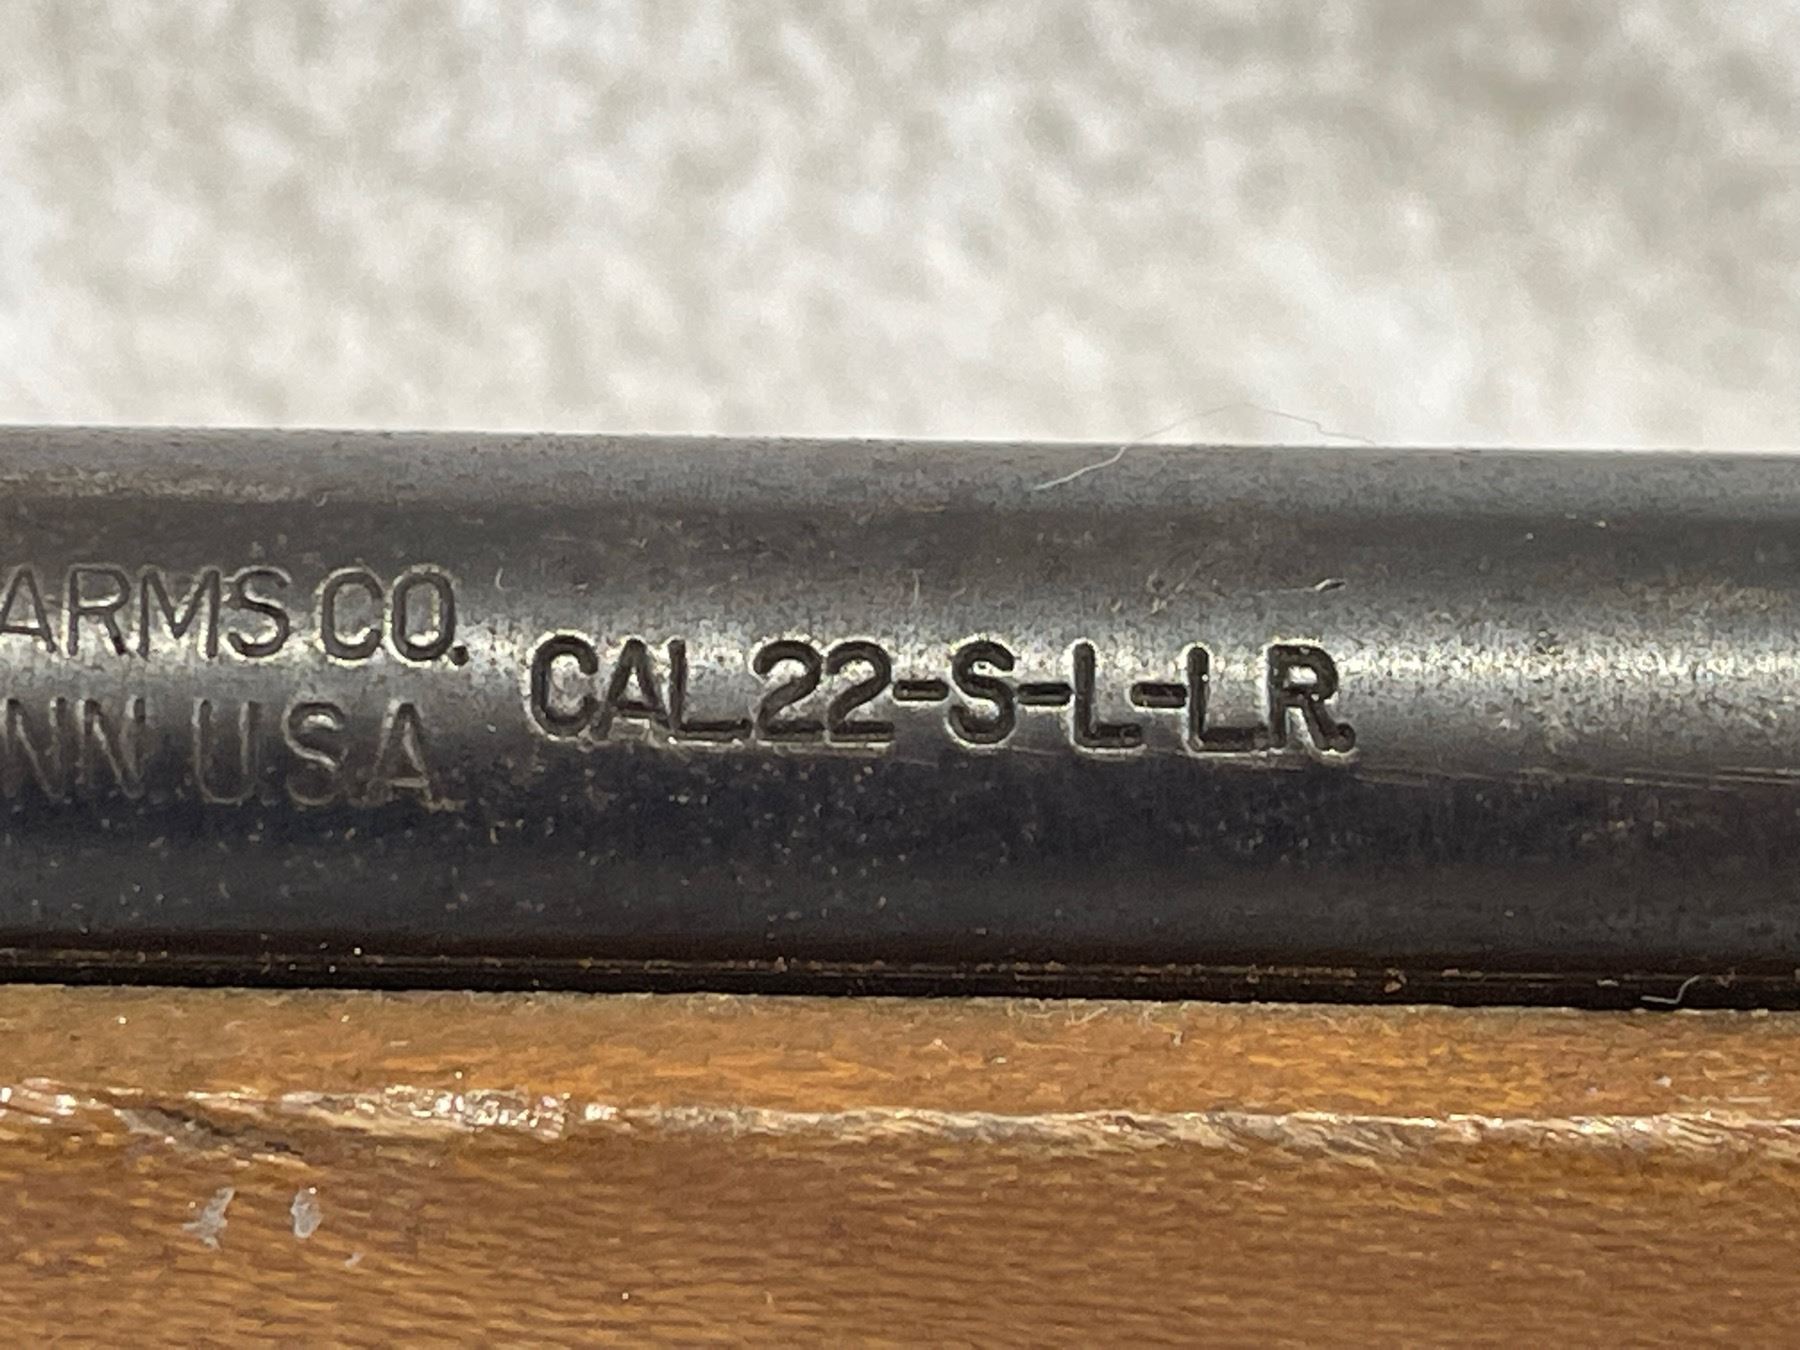 ARMS CO.
NN U.S.A.
CAL.22-S-L-LR.